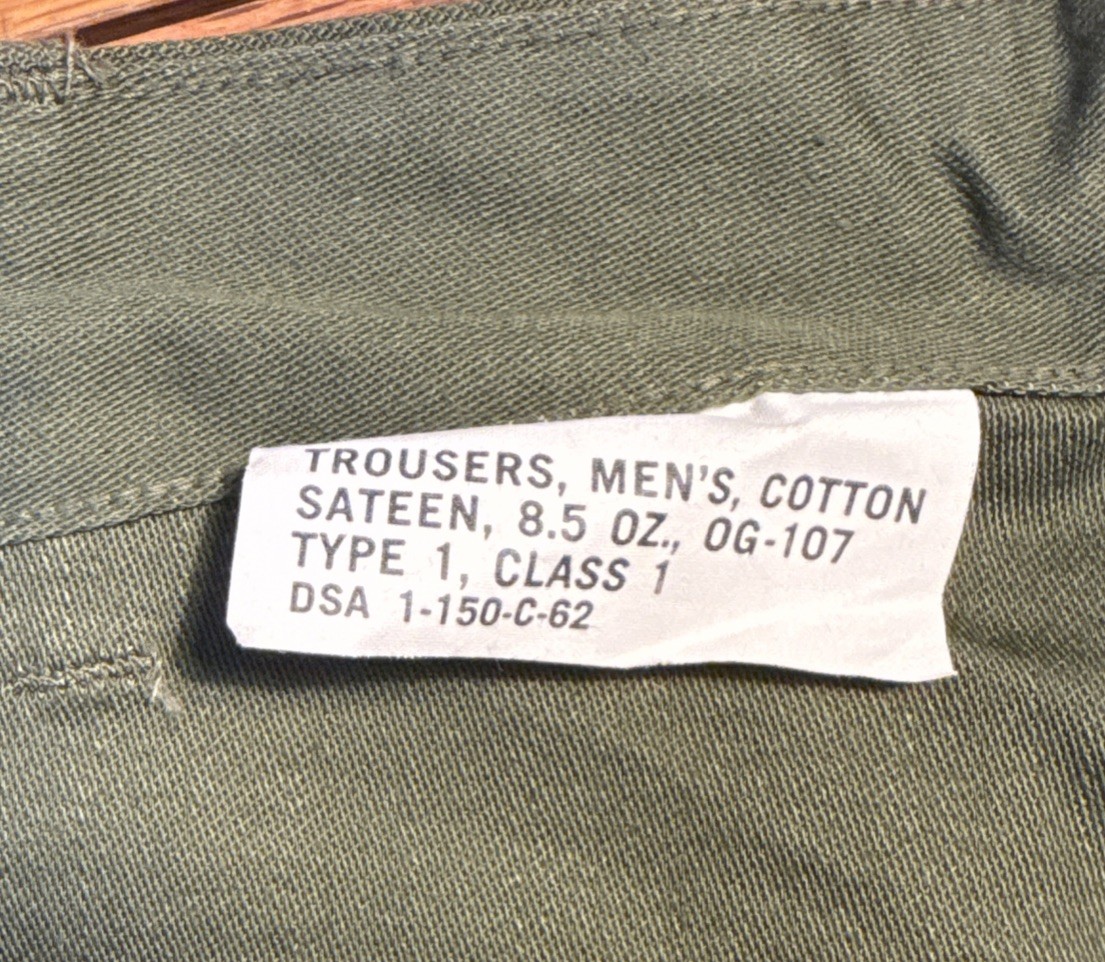 TROUSERS, MEN'S, COTTON
SATEEN, 8.5 OZ., OG-107
TYPE 1, CLASS 1
DSA 1-150-C-62